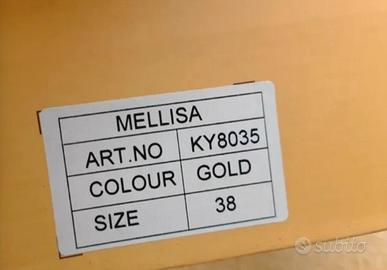 MELLISA
ART.NO KY8035
COLOUR GOLD
SIZE 38
subito